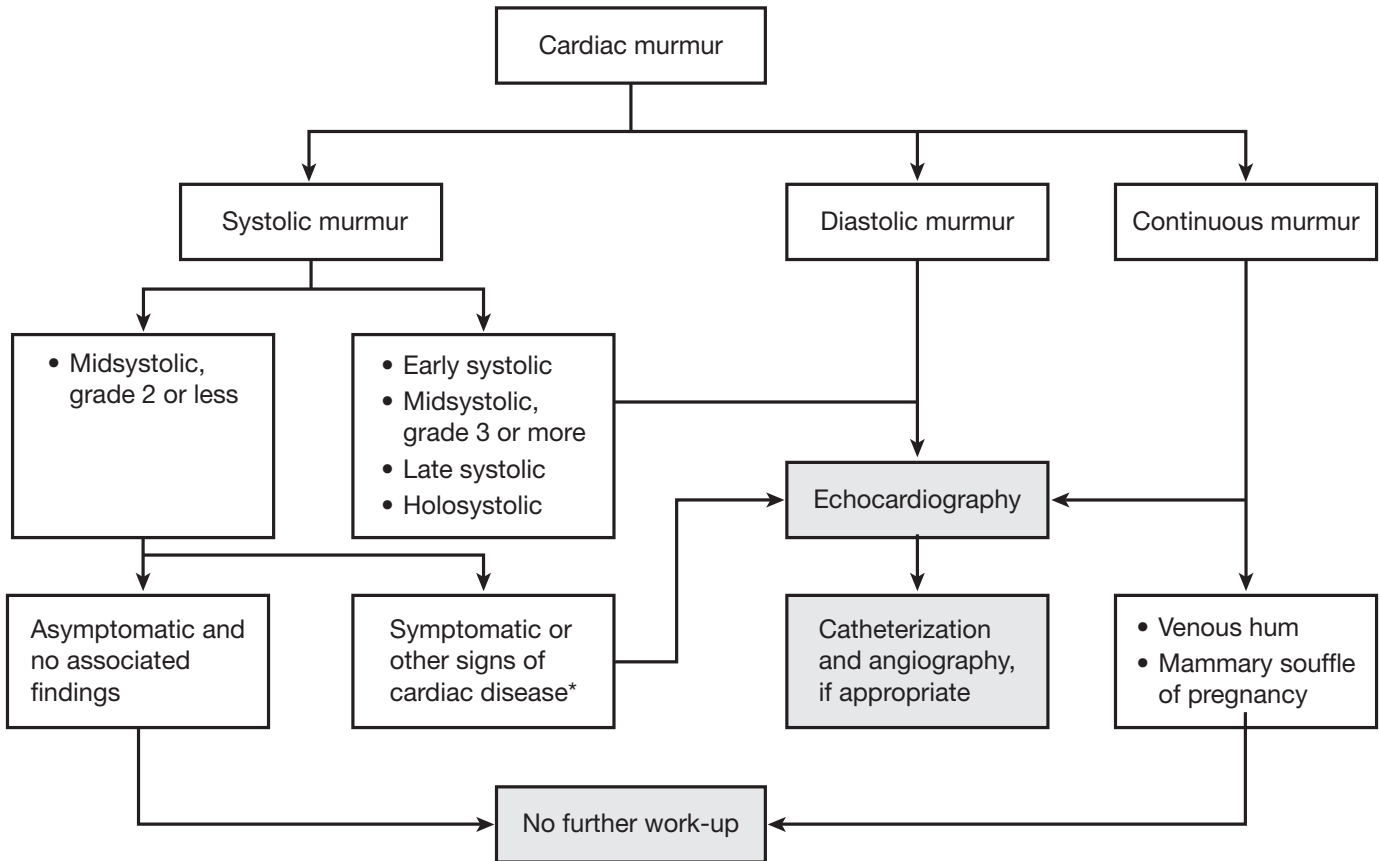 Cardiac murmur
Systolic murmur
Diastolic murmur
Continuous murmur
• Midsystolic,
grade 2 or less
• Early systolic
• Midsystolic,
grade 3 or more
• Late systolic
• Holosystolic
Echocardiography
Asymptomatic and
no associated
findings
Symptomatic or
other signs of
cardiac disease*
Catheterization
and angiography,
if appropriate
• Venous hum
• Mammary souffle
of pregnancy
No further work-up